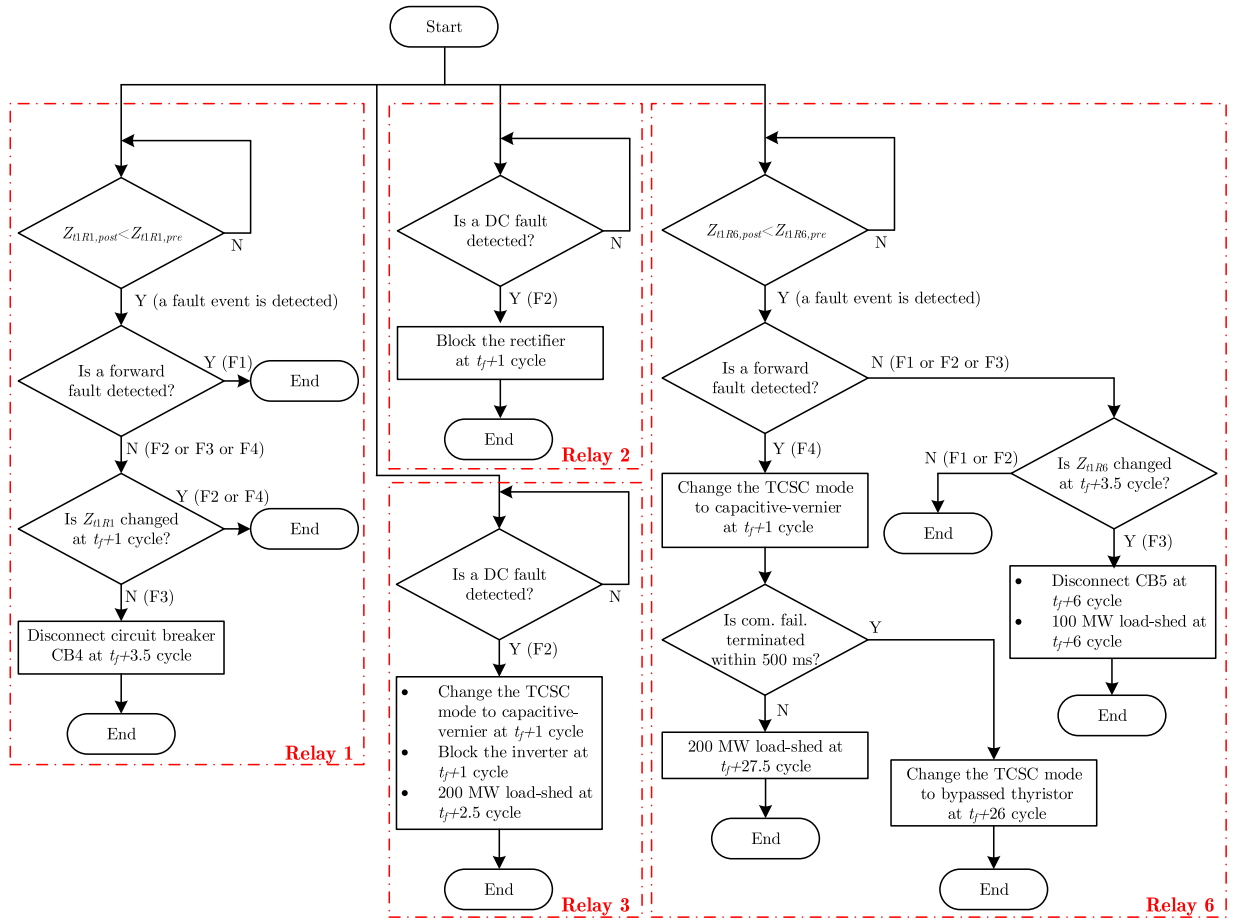 Start
Z_{t1R1,post}<Z_{t1R1,pre}
N
Y (a fault event is detected)
Is a forward
fault detected?
Y (F1)
End
N (F2 or F3 or F4)
Is Z_{t1R1} changed
at t_f+1 cycle?
Y (F2 or F4)
End
N (F3)
Disconnect circuit breaker
CB4 at t_f+3.5 cycle
End
Relay 1
Is a DC fault
detected?
N
Y (F2)
Block the rectifier
at t_f+1 cycle
End
Relay 2
Is a DC fault
detected?
N
Y (F2)
• Change the TCSC
mode to capacitive-
vernier at t_f+1 cycle
• Block the inverter at
t_f+1 cycle
• 200 MW load-shed at
t_f+2.5 cycle
End
Relay 3
Z_{t1R6,post}<Z_{t1R6,pre}
N
Y (a fault event is detected)
Is a forward
fault detected?
N (F1 or F2 or F3)
Y (F4)
Change the TCSC mode
to capacitive-vernier
at t_f+1 cycle
Is com. fail.
terminated
within 500 ms?
Y
N
200 MW load-shed at
t_f+27.5 cycle
End
Change the TCSC mode
to bypassed thyristor
at t_f+26 cycle
End
Is Z_{t1R6} changed
at t_f+3.5 cycle?
N (F1 or F2)
End
Y (F3)
• Disconnect CB5 at
t_f+6 cycle
• 100 MW load-shed at
t_f+6 cycle
End
Relay 6